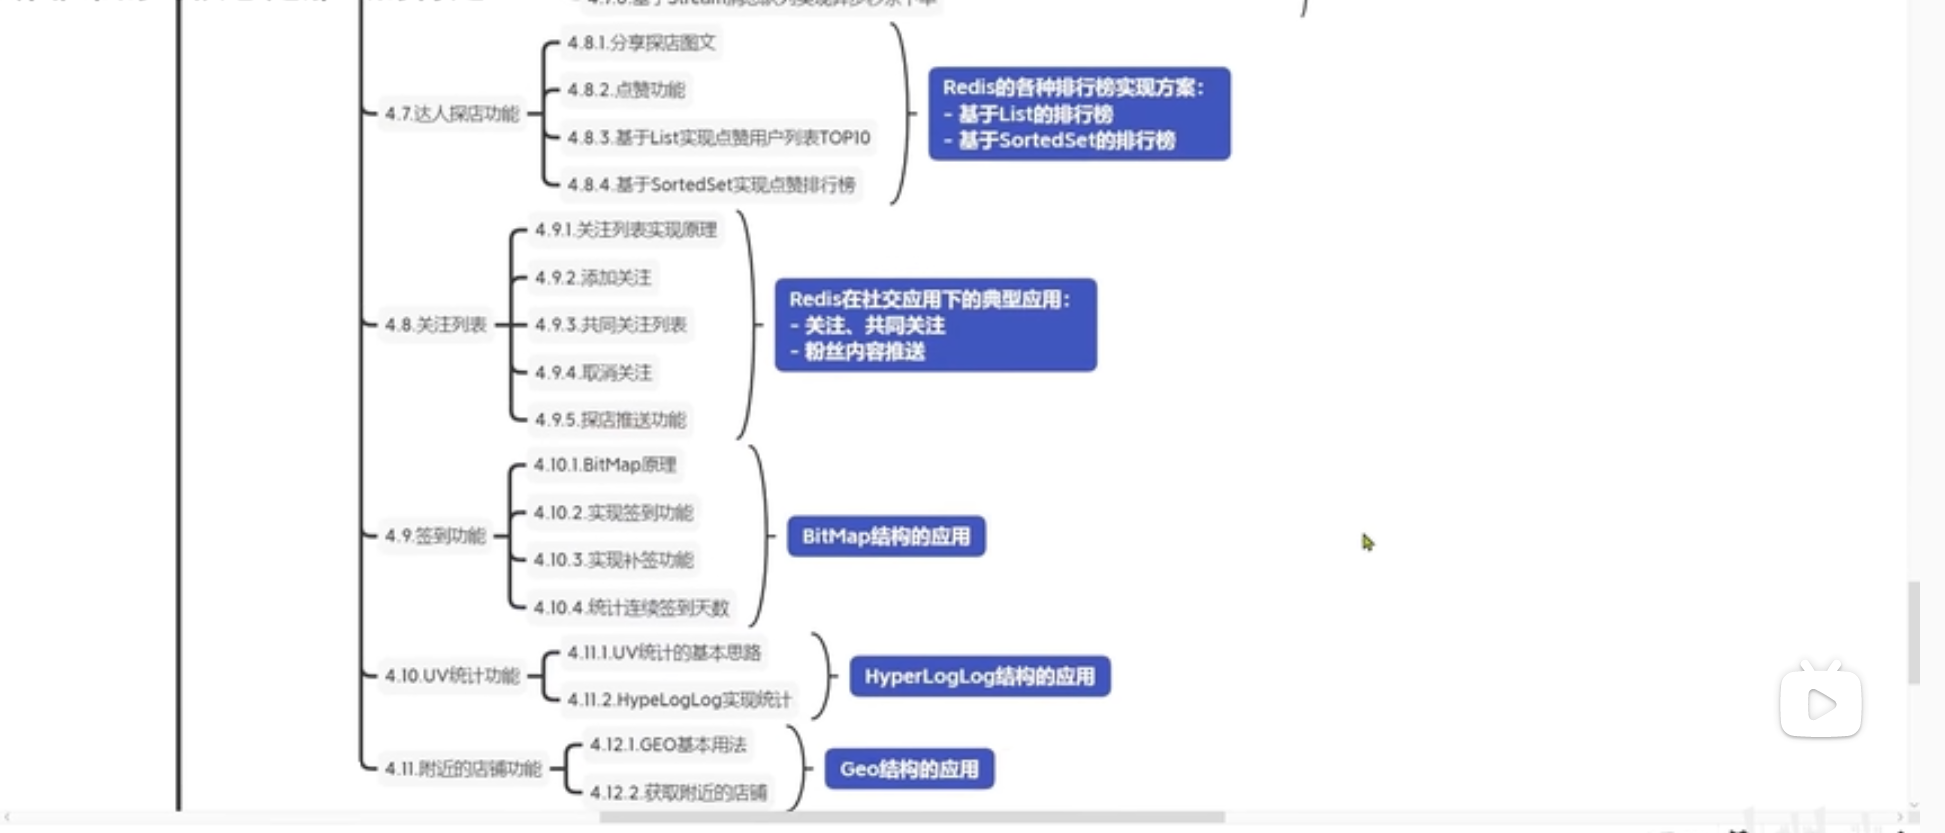 4.7.达人探店功能
4.8.1.分享探店图文
4.8.2.点赞功能
4.8.3.基于List实现点赞用户列表TOP10
4.8.4.基于SortedSet实现点赞排行榜
Redis的各种排行榜实现方案：
- 基于List的排行榜
- 基于SortedSet的排行榜
4.8.关注列表
4.9.1.关注列表实现原理
4.9.2.添加关注
4.9.3.共同关注列表
4.9.4.取消关注
4.9.5.探店推送功能
Redis在社交应用下的典型应用：
- 关注、共同关注
- 粉丝内容推送
4.9.签到功能
4.10.1.BitMap原理
4.10.2.实现签到功能
4.10.3.实现补签功能
4.10.4.统计连续签到天数
BitMap结构的应用
4.10.UV统计功能
4.11.1.UV统计的基本思路
4.11.2.HypeLogLog实现统计
HyperLogLog结构的应用
4.11.附近的店铺功能
4.12.1.GEO基本用法
4.12.2.获取附近的店铺
Geo结构的应用